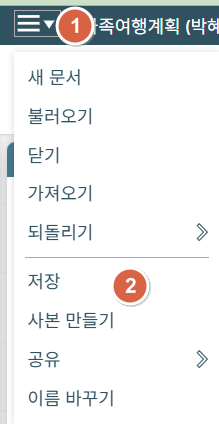 1 족여행계획 (박혜
새 문서
불러오기
닫기
가져오기
되돌리기
저장 2
사본 만들기
공유
이름 바꾸기